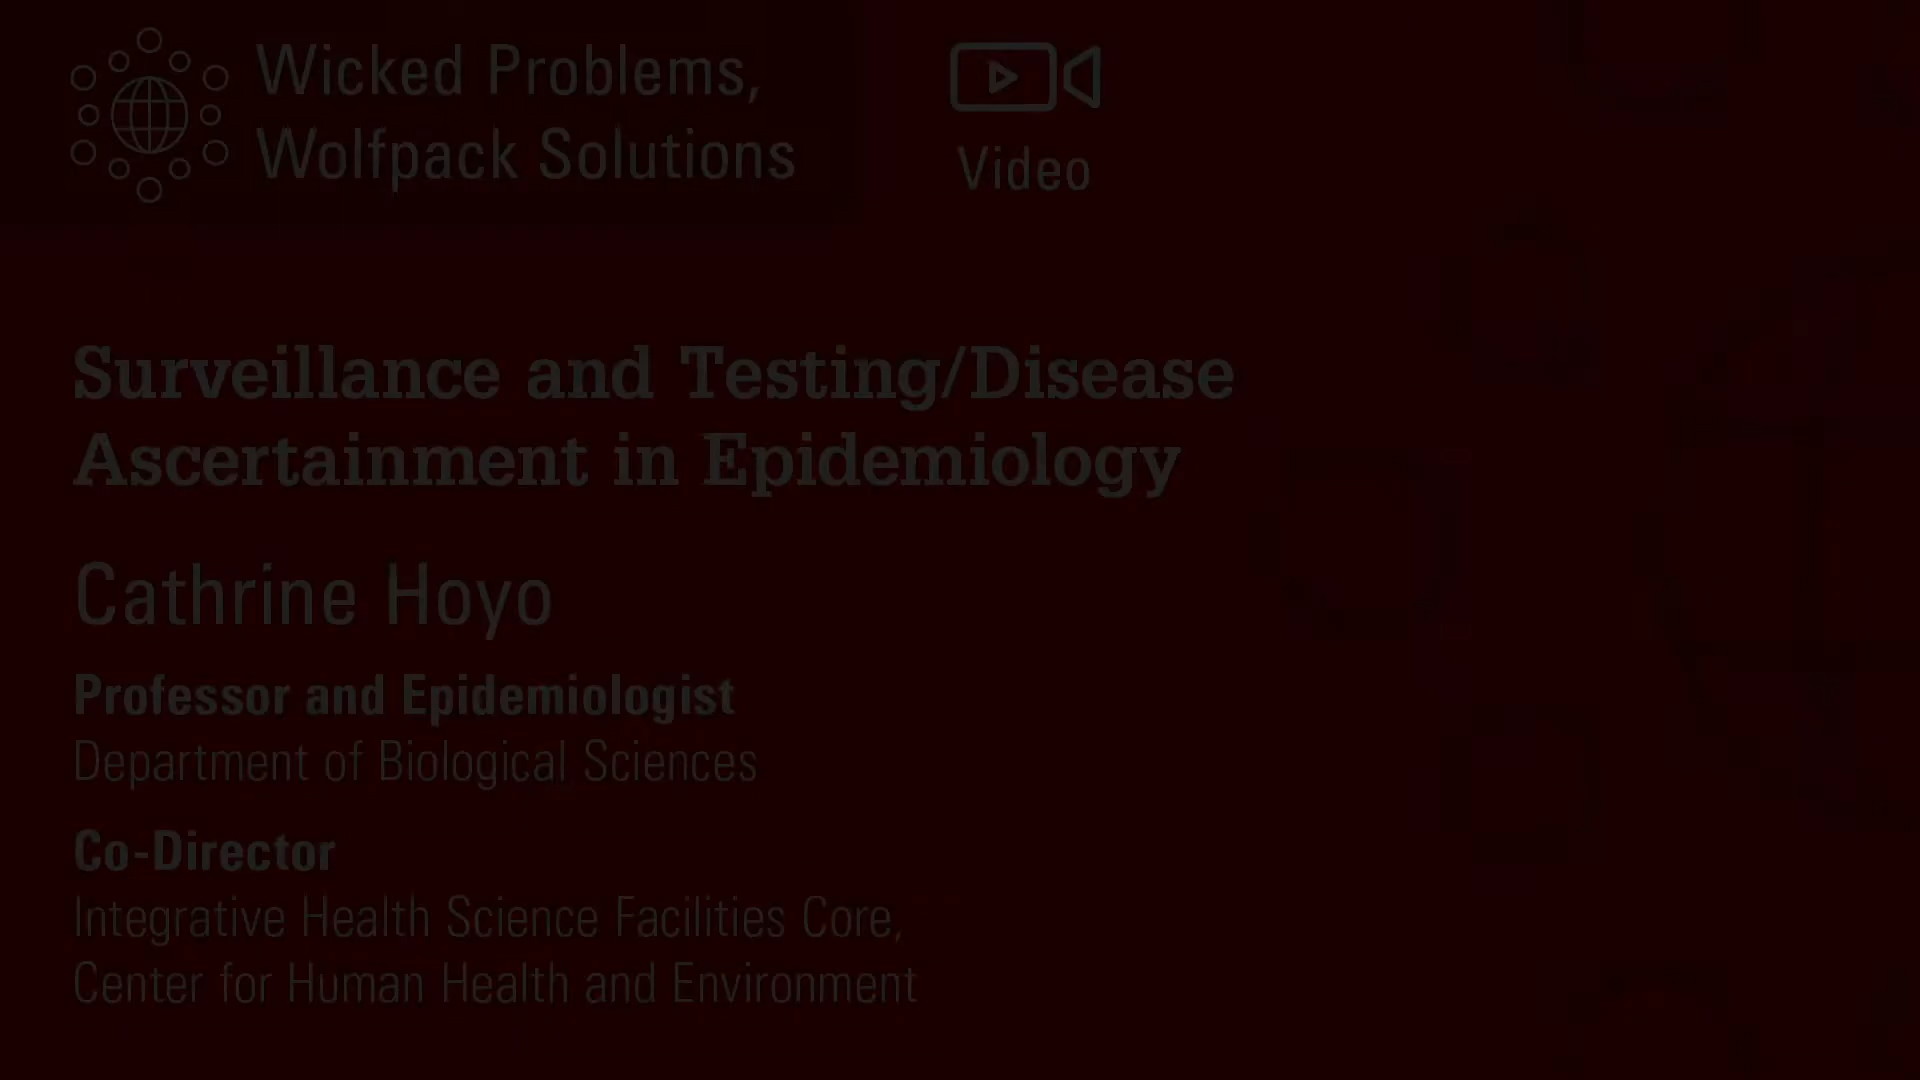 Wicked Problems,
Wolfpack Solutions
Video
Surveillance and Testing/Disease
Ascertainment in Epidemiology
Cathrine Hoyo
Professor and Epidemiologist
Department of Biological Sciences
Co-Director
Integrative Health Science Facilities Core,
Center for Human Health and Environment